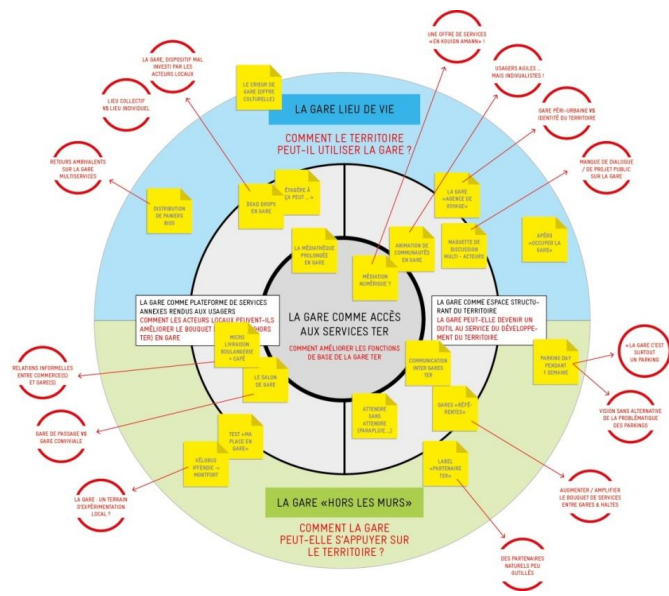 UNE OFFRE DE SERVICES
«EN KOUIGN AMANN» !
LA GARE, DISPOSITIF MAL
INVESTI PAR LES
ACTEURS LOCAUX
USAGERS AGILES ...
MAIS INDIVIUALISTES !
LE CRIEUR DE
GARE (OFFRE
CULTURELLE)
LIEU COLLECTIF
VS LIEU INDIVIDUEL
LA GARE LIEU DE VIE
GARE PÉRI-URBAINE VS
IDENTITÉ DU TERRITOIRE
COMMENT LE TERRITOIRE
PEUT-IL UTILISER LA GARE ?
RETOURS AMBIVALENTS
SUR LA GARE
MULTISERVICES
MANQUE DE DIALOGUE
/ DE PROJET PUBLIC
SUR LA GARE
DISTRIBUTION
DE PANIERS
BIOS
DEAD DROPS
EN GARE
ÉTAGÈRE À
« ÇA PEUT ... »
LA GARE
«AGENCE DE
VOYAGE»
MAQUETTE DE
DISCUSSION
MULTI - ACTEURS
APÉRO
«OCCUPER LA
GARE»
LA MÉDIATHÈQUE
PROLONGÉE
EN GARE
ANIMATION DE
COMMUNAUTÉS
EN GARE
MÉDIATION
NUMÉRIQUE ?
LA GARE COMME PLATEFORME DE SERVICES
ANNEXES RENDUS AUX USAGERS
COMMENT LES ACTEURS LOCAUX PEUVENT-ILS
AMÉLIORER LE BOUQUET DE
(HORS
TER) EN GARE
LA GARE COMME ACCÈS
AUX SERVICES TER
COMMENT AMÉLIORER LES FONCTIONS
DE BASE DE LA GARE TER
LA GARE COMME ESPACE STRUCTU-
RANT DU TERRITOIRE
LA GARE PEUT-ELLE DEVENIR UN
OUTIL AU SERVICE DU DÉVELOPPE-
MENT DU TERRITOIRE
MICRO
LIVRAISON
BOULANGERIE
+ CAFÉ
RELATIONS INFORMELLES
ENTRE COMMERCE(S)
ET GARE(S)
LE SALON
DE GARE
COMMUNICATION
INTER GARES
TER
PARKING DAY
PENDANT
1 SEMAINE
«LA GARE C'EST
SURTOUT
UN PARKING
VISION SANS ALTERNATIVE
DE LA PROBLÉMATIQUE
DES PARKINGS
GARE DE PASSAGE VS
GARE CONVIVIALE
TEST «MA
PLACE EN
GARE»
ATTENDRE
SANS
ATTENDRE
(PARAPLUIE ...)
GARES «RÉFÉ-
RENTES»
VÉLOBUS
IFFENDIC →
MONTFORT
LABEL
«PARTENAIRE
TER»
LA GARE : UN TERRAIN
D'EXPÉRIMENTATION
LOCAL ?
AUGMENTER / AMPLIFIER
LE BOUQUET DE SERVICES
ENTRE GARES & HALTES
LA GARE «HORS LES MURS»
COMMENT LA GARE
PEUT-ELLE S'APPUYER SUR
LE TERRITOIRE ?
DES PARTENAIRES
NATURELS PEU
OUTILLÉS